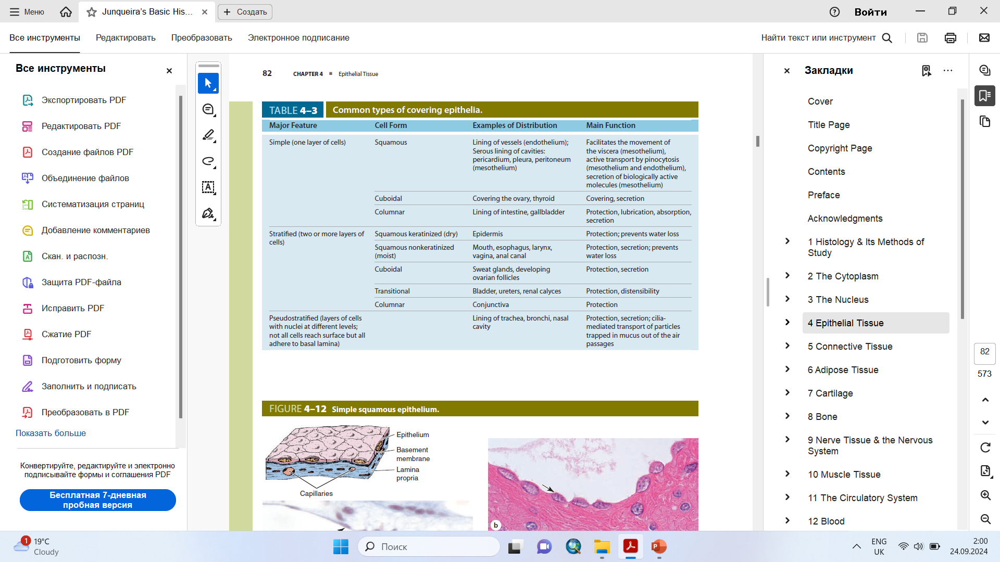 Меню
Junqueira’s Basic His...
Создать
Войти
Все инструменты
Редактировать
Преобразовать
Электронное подписание
Найти текст или инструмент
Все инструменты
Экспортировать PDF
Редактировать PDF
Создание файлов PDF
Объединение файлов
Систематизация страниц
Добавление комментариев
Скан. и распозн.
Защита PDF-файла
Исправить PDF
Сжатие PDF
Подготовить форму
Заполнить и подписать
Преобразовать в PDF
Показать больше
Конвертируйте, редактируйте и электронно
подписывайте формы и соглашения PDF
Бесплатная 7-дневная
пробная версия
82 CHAPTER 4 ■ Epithelial Tissue
TABLE 4–3 Common types of covering epithelia.
Major Feature Cell Form Examples of Distribution Main Function
Simple (one layer of cells) Squamous Lining of vessels (endothelium); Facilitates the movement of
Serous lining of cavities: the viscera (mesothelium),
pericardium, pleura, peritoneum active transport by pinocytosis
(mesothelium) (mesothelium and endothelium),
secretion of biologically active
molecules (mesothelium)
Cuboidal Covering the ovary, thyroid Covering, secretion
Columnar Lining of intestine, gallbladder Protection, lubrication, absorption,
secretion
Stratified (two or more layers of Squamous keratinized (dry) Epidermis Protection; prevents water loss
cells)
Squamous nonkeratinized Mouth, esophagus, larynx, Protection, secretion; prevents
(moist) vagina, anal canal water loss
Cuboidal Sweat glands, developing Protection, secretion
ovarian follicles
Transitional Bladder, ureters, renal calyces Protection, distensibility
Columnar Conjunctiva Protection
Pseudostratified (layers of cells Lining of trachea, bronchi, nasal Protection, secretion; cilia-
with nuclei at different levels; cavity mediated transport of particles
not all cells reach surface but all trapped in mucus out of the air
adhere to basal lamina) passages
FIGURE 4–12 Simple squamous epithelium.
Epithelium
Basement
membrane
Lamina
propria
Capillaries
b
Закладки
Cover
Title Page
Copyright Page
Contents
Preface
Acknowledgments
1 Histology & Its Methods of
Study
2 The Cytoplasm
3 The Nucleus
4 Epithelial Tissue
5 Connective Tissue
6 Adipose Tissue
7 Cartilage
8 Bone
9 Nerve Tissue & the Nervous
System
10 Muscle Tissue
11 The Circulatory System
12 Blood
82
573
1
19°C
Cloudy
Поиск
ENG
UK
2:00
24.09.2024